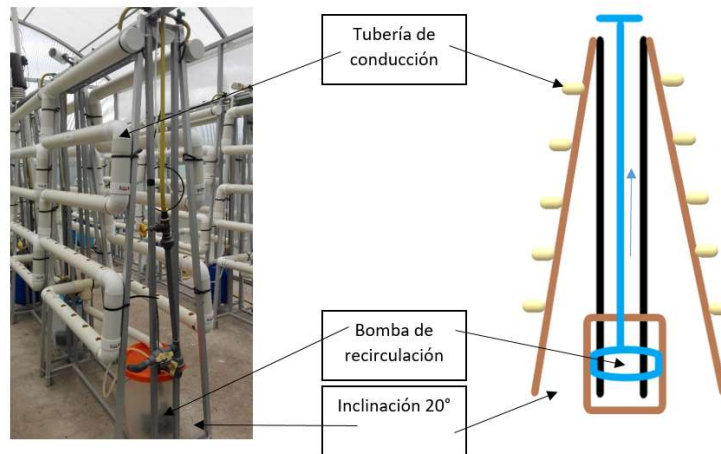 Tubería de
conducción
Bomba de
recirculación
Inclinación 20°